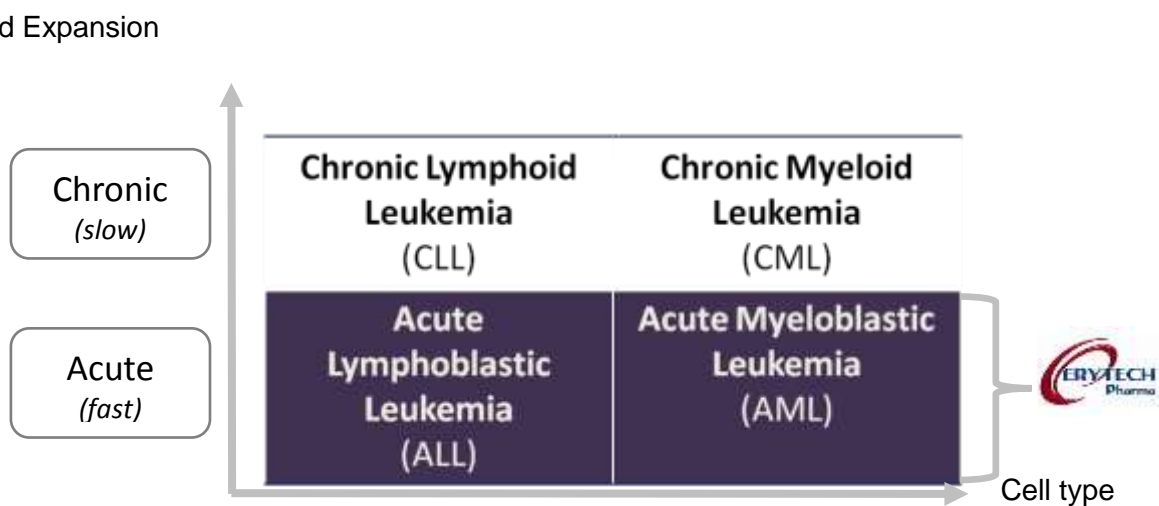 d Expansion
Chronic
(slow)
Chronic Lymphoid
Leukemia
(CLL)
Chronic Myeloid
Leukemia
(CML)
Acute
(fast)
Acute
Lymphoblastic
Leukemia
(ALL)
Acute Myeloblastic
Leukemia
(AML)
ERYTECH
Pharma
Cell type